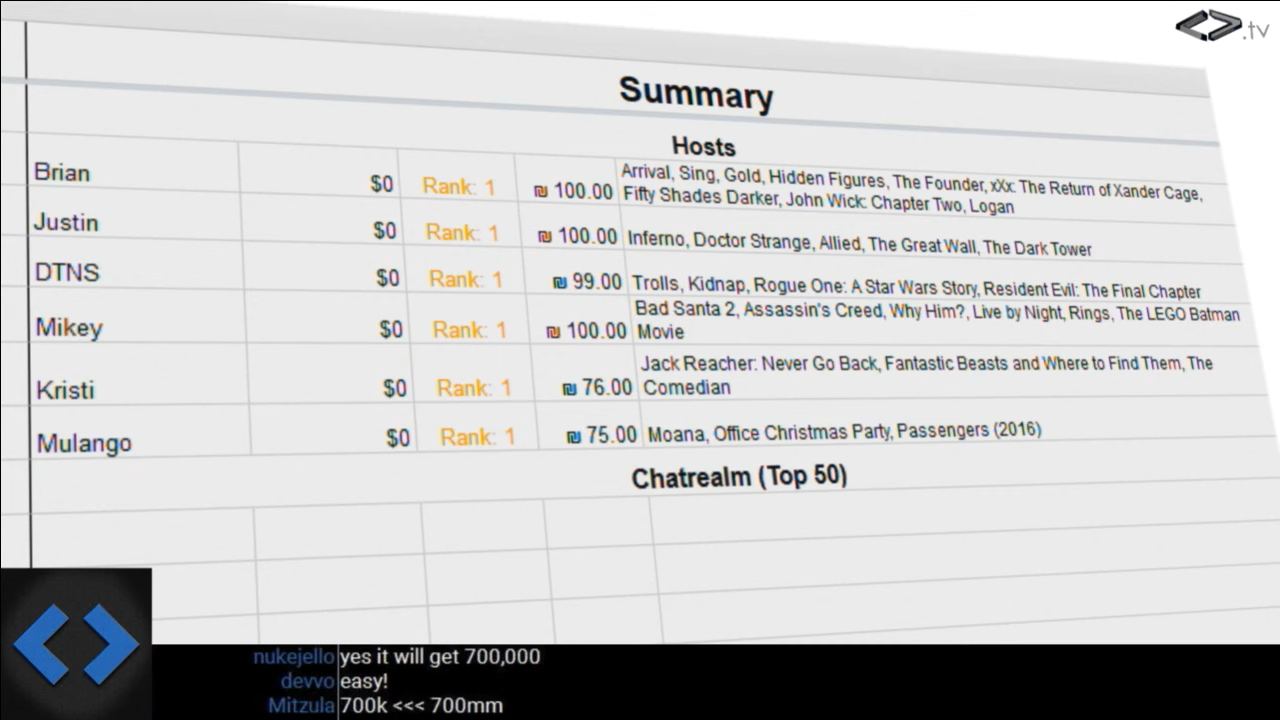 .tv
Summary
Hosts
Brian $0 Rank: 1 ₪ 100.00 Arrival, Sing, Gold, Hidden Figures, The Founder, xXx: The Return of Xander Cage,
Fifty Shades Darker, John Wick: Chapter Two, Logan
Justin $0 Rank: 1 ₪ 100.00 Inferno, Doctor Strange, Allied, The Great Wall, The Dark Tower
DTNS $0 Rank: 1 ₪ 99.00 Trolls, Kidnap, Rogue One: A Star Wars Story, Resident Evil: The Final Chapter
Mikey $0 Rank: 1 ₪ 100.00 Bad Santa 2, Assassin's Creed, Why Him?, Live by Night, Rings, The LEGO Batman
Movie
Kristi $0 Rank: 1 ₪ 76.00 Jack Reacher: Never Go Back, Fantastic Beasts and Where to Find Them, The
Comedian
Mulango $0 Rank: 1 ₪ 75.00 Moana, Office Christmas Party, Passengers (2016)
Chatrealm (Top 50)
nukejello yes it will get 700,000
devvo easy!
Mitzula 700k <<< 700mm